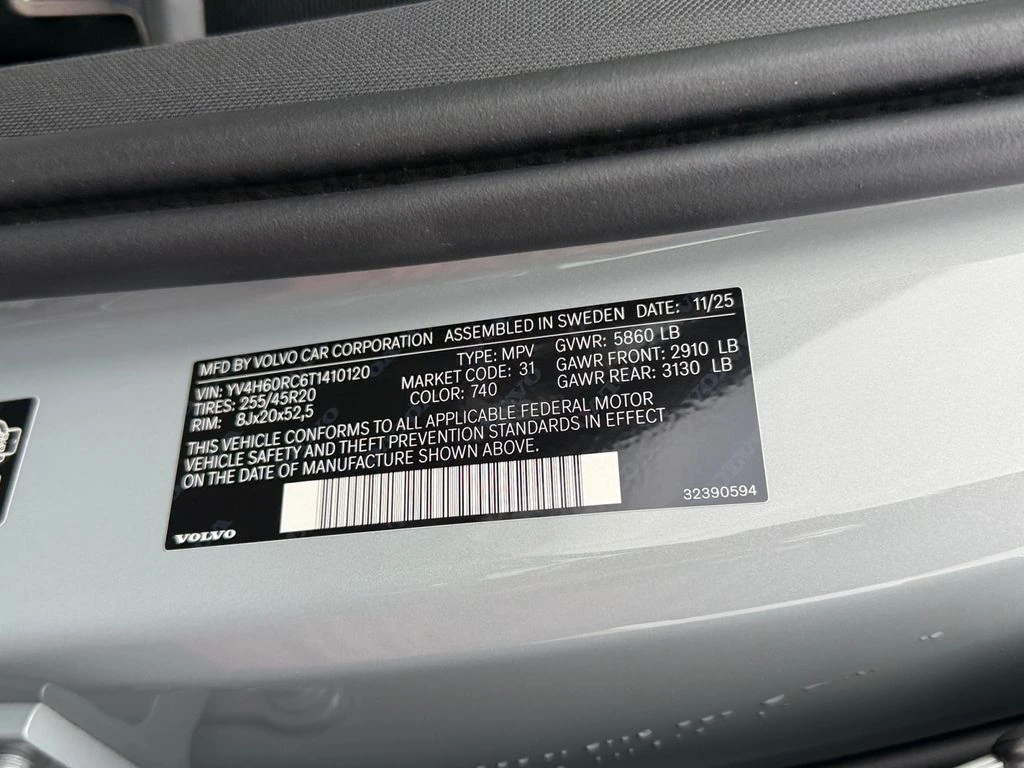 MFD BY VOLVO CAR CORPORATION ASSEMBLED IN SWEDEN DATE: 11/25
VIN: YV4H60RC6T1410120 TYPE: MPV GVWR: 5860 LB
TIRES: 255/45R20 MARKET CODE: 31 GAWR FRONT: 2910 LB
RIM: 8Jx20x52,5 COLOR: 740 GAWR REAR: 3130 LB
THIS VEHICLE CONFORMS TO ALL APPLICABLE FEDERAL MOTOR
VEHICLE SAFETY AND THEFT PREVENTION STANDARDS IN EFFECT
ON THE DATE OF MANUFACTURE SHOWN ABOVE.
32390594
VOLVO